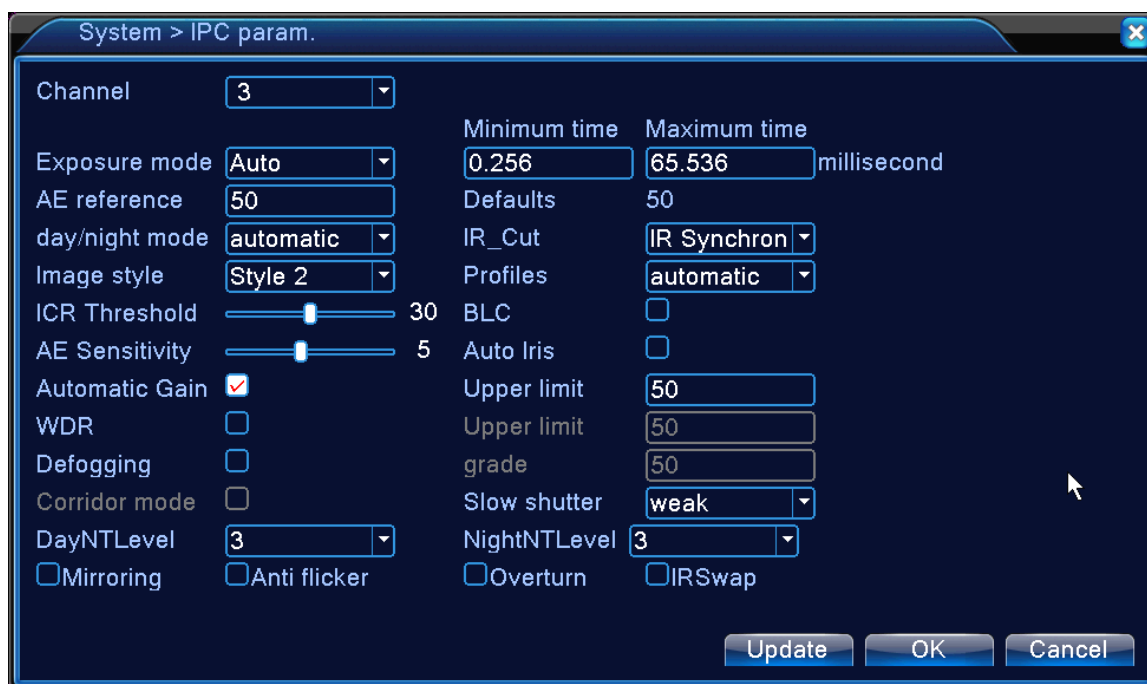 System > IPC param.
Channel 3
Minimum time Maximum time
Exposure mode Auto 0.256 65.536 millisecond
AE reference 50 Defaults 50
day/night mode automatic IR_Cut IR Synchron
Image style Style 2 Profiles automatic
ICR Threshold 30 BLC
AE Sensitivity 5 Auto Iris
Automatic Gain Upper limit 50
WDR Upper limit 50
Defogging grade 50
Corridor mode Slow shutter weak
DayNTLevel 3 NightNTLevel 3
Mirroring Anti flicker Overturn IRSwap
Update OK Cancel